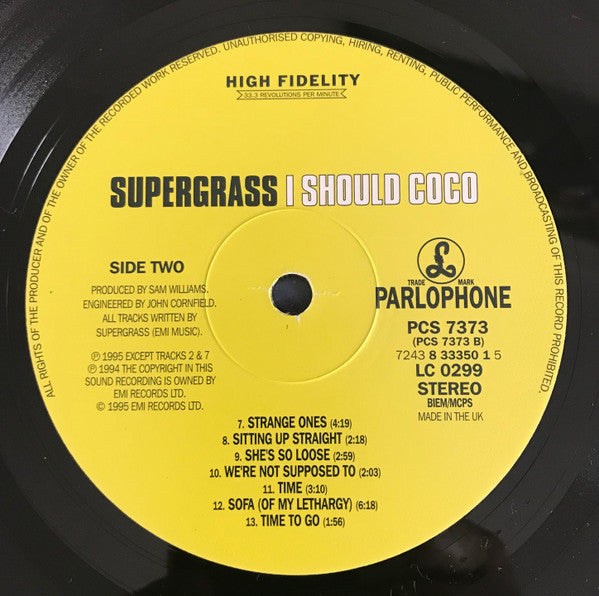 ALL RIGHTS OF THE PRODUCER AND OF THE OWNER OF THE RECORDED WORK RESERVED. UNAUTHORISED COPYING, HIRING, RENTING, PUBLIC PERFORMANCE AND BROADCASTING OF THIS RECORD PROHIBITED.
HIGH FIDELITY
33.3 REVOLUTIONS PER MINUTE
SUPERGRASS I SHOULD COCO
SIDE TWO
PRODUCED BY SAM WILLIAMS.
ENGINEERED BY JOHN CORNFIELD.
ALL TRACKS WRITTEN BY
SUPERGRASS (EMI MUSIC).
℗ 1995 EXCEPT TRACKS 2 & 7
℗ 1994 THE COPYRIGHT IN THIS
SOUND RECORDING IS OWNED BY
EMI RECORDS LTD.
© 1995 EMI RECORDS LTD.
£
TRADE MARK
PARLOPHONE
PCS 7373
(PCS 7373 B)
7243 8 33350 1 5
LC 0299
STEREO
BIEM/MCPS
MADE IN THE UK
7. STRANGE ONES (4:19)
8. SITTING UP STRAIGHT (2:18)
9. SHE'S SO LOOSE (2:59)
10. WE'RE NOT SUPPOSED TO (2:03)
11. TIME (3:10)
12. SOFA (OF MY LETHARGY) (6:18)
13. TIME TO GO (1:56)